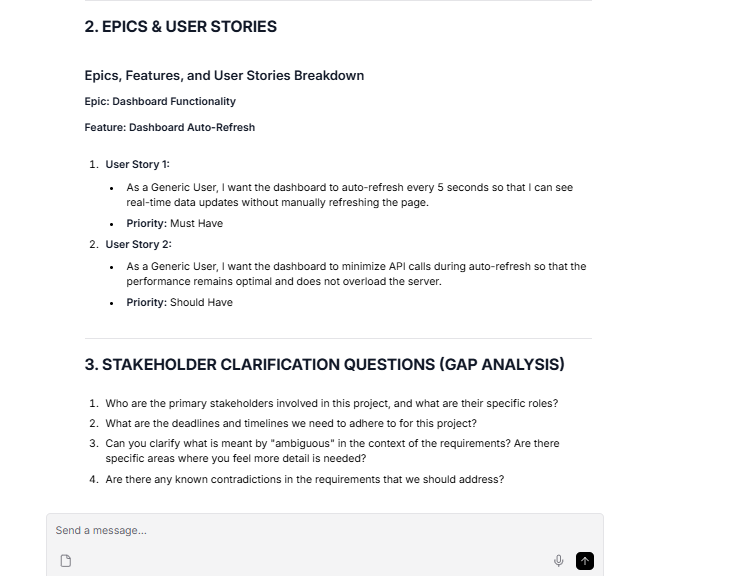 2. EPICS & USER STORIES
Epics, Features, and User Stories Breakdown
Epic: Dashboard Functionality
Feature: Dashboard Auto-Refresh
1. User Story 1:
• As a Generic User, I want the dashboard to auto-refresh every 5 seconds so that I can see
real-time data updates without manually refreshing the page.
• Priority: Must Have
2. User Story 2:
• As a Generic User, I want the dashboard to minimize API calls during auto-refresh so that the
performance remains optimal and does not overload the server.
• Priority: Should Have
3. STAKEHOLDER CLARIFICATION QUESTIONS (GAP ANALYSIS)
1. Who are the primary stakeholders involved in this project, and what are their specific roles?
2. What are the deadlines and timelines we need to adhere to for this project?
3. Can you clarify what is meant by "ambiguous" in the context of the requirements? Are there
specific areas where you feel more detail is needed?
4. Are there any known contradictions in the requirements that we should address?
Send a message...